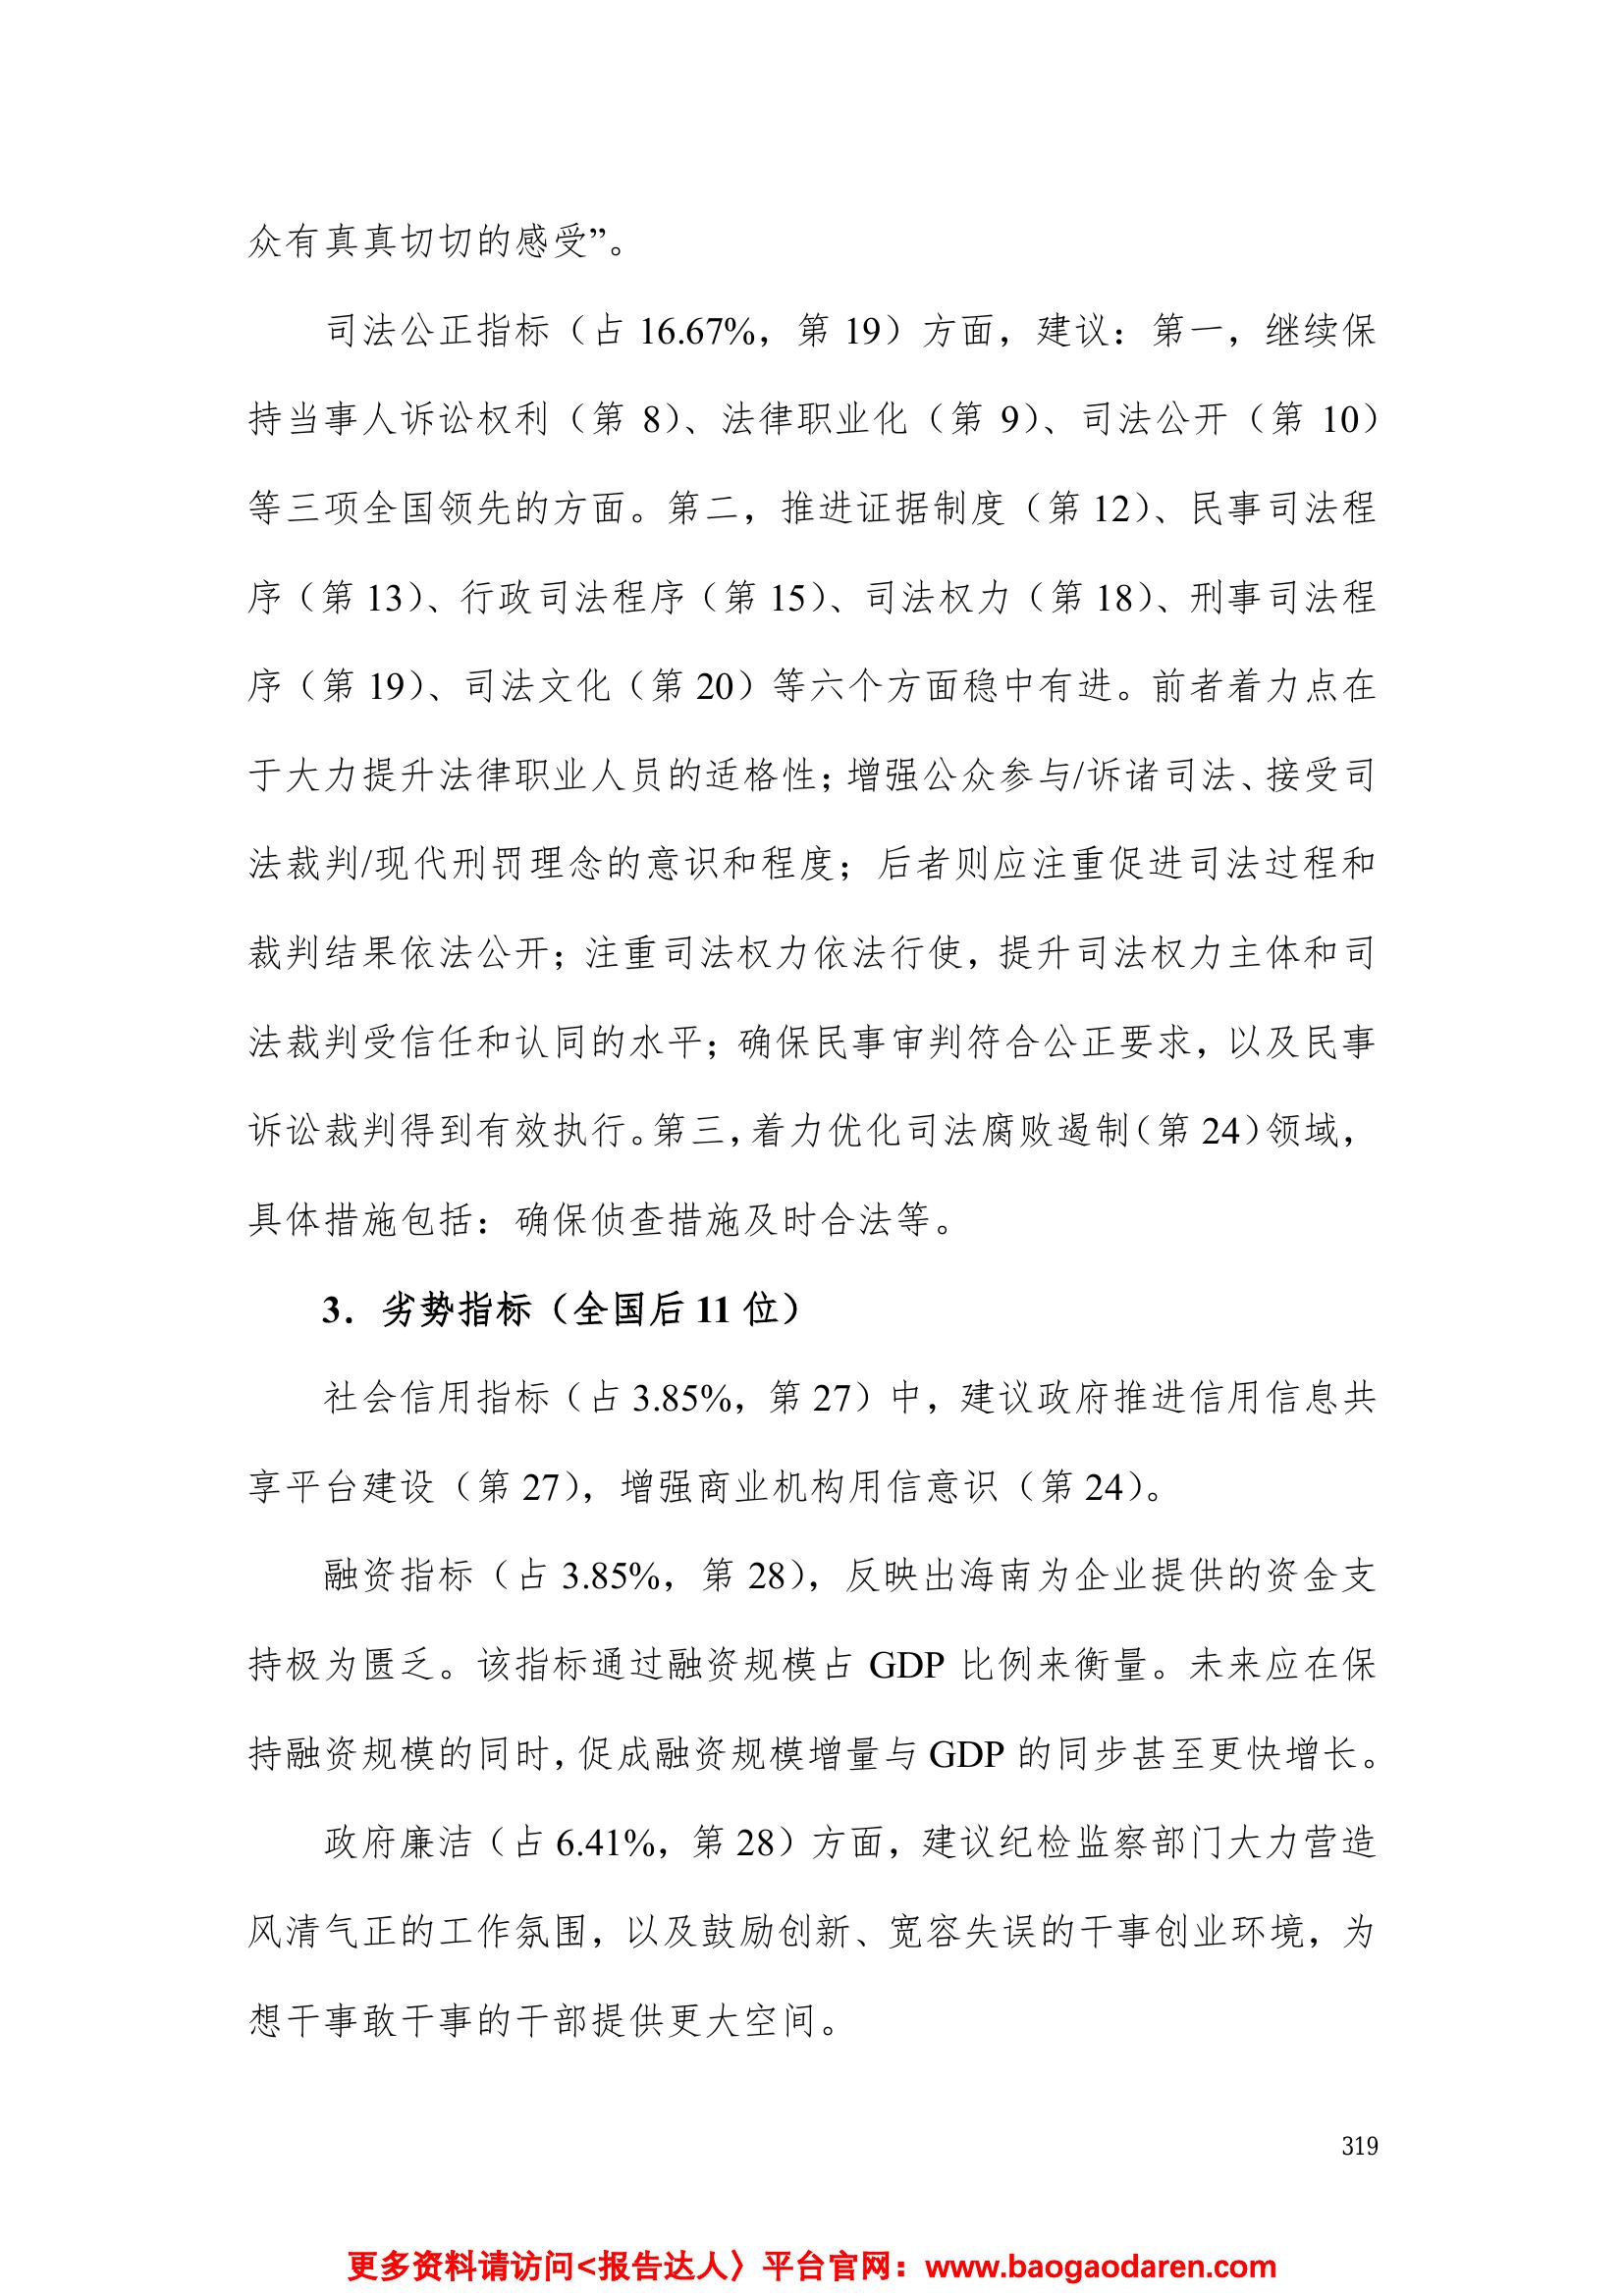 众有真真切切的感受”。
司法公正指标（占 16.67%，第 19）方面，建议：第一，继续保
持当事人诉讼权利（第 8）、法律职业化（第 9）、司法公开（第 10）
等三项全国领先的方面。第二，推进证据制度（第 12）、民事司法程
序（第 13）、行政司法程序（第 15）、司法权力（第 18）、刑事司法程
序（第 19）、司法文化（第 20）等六个方面稳中有进。前者着力点在
于大力提升法律职业人员的适格性；增强公众参与/诉诸司法、接受司
法裁判/现代刑罚理念的意识和程度；后者则应注重促进司法过程和
裁判结果依法公开；注重司法权力依法行使，提升司法权力主体和司
法裁判受信任和认同的水平；确保民事审判符合公正要求，以及民事
诉讼裁判得到有效执行。第三，着力优化司法腐败遏制（第 24）领域，
具体措施包括：确保侦查措施及时合法等。
3．劣势指标（全国后 11 位）
社会信用指标（占 3.85%，第 27）中，建议政府推进信用信息共
享平台建设（第 27），增强商业机构用信意识（第 24）。
融资指标（占 3.85%，第 28），反映出海南为企业提供的资金支
持极为匮乏。该指标通过融资规模占 GDP 比例来衡量。未来应在保
持融资规模的同时，促成融资规模增量与 GDP 的同步甚至更快增长。
政府廉洁（占 6.41%，第 28）方面，建议纪检监察部门大力营造
风清气正的工作氛围，以及鼓励创新、宽容失误的干事创业环境，为
想干事敢干事的干部提供更大空间。
319
更多资料请访问<报告达人〉平台官网：www.baogaodaren.com